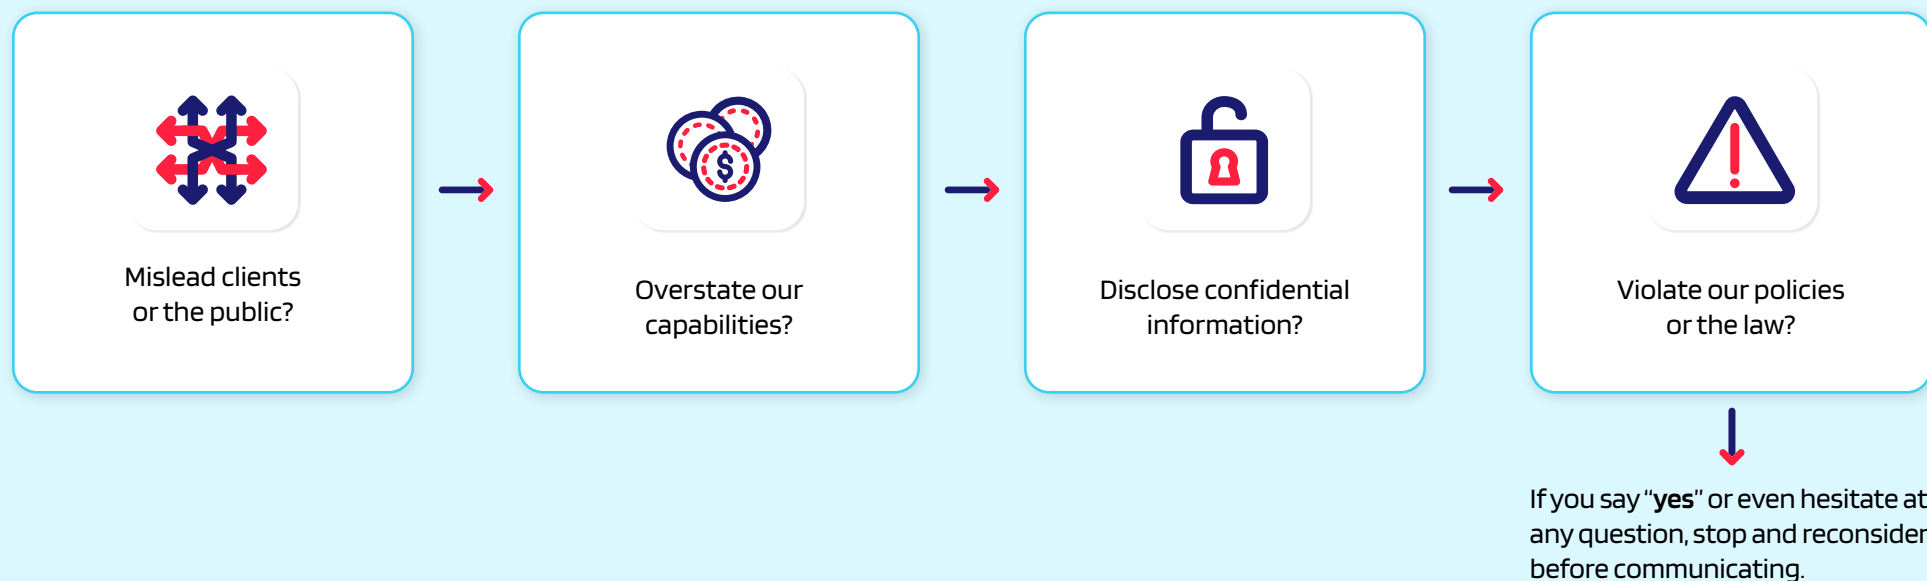 Mislead clients
or the public?
Overstate our
capabilities?
Disclose confidential
information?
Violate our policies
or the law?
If you say “yes” or even hesitate at
any question, stop and reconsider
before communicating.